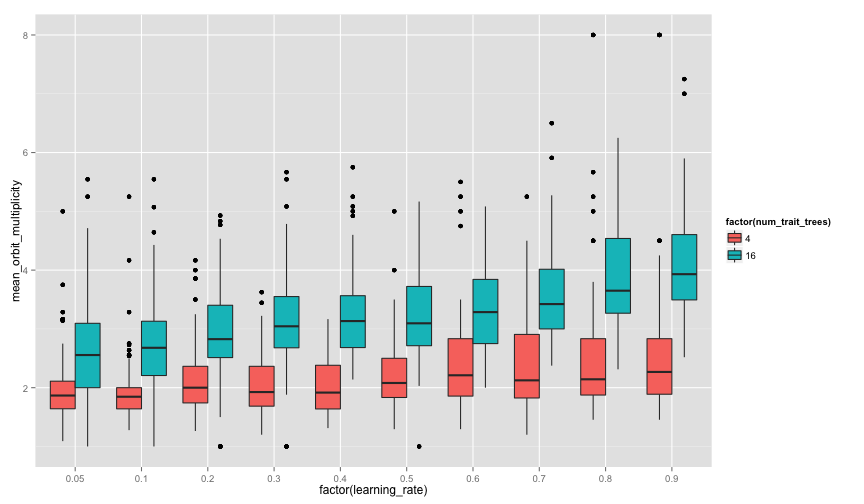 8
6
4
2
mean_orbit_multiplicity
0.05 0.1 0.2 0.3 0.4 0.5 0.6 0.7 0.8 0.9
factor(learning_rate)
factor(num_trait_trees)
4
16